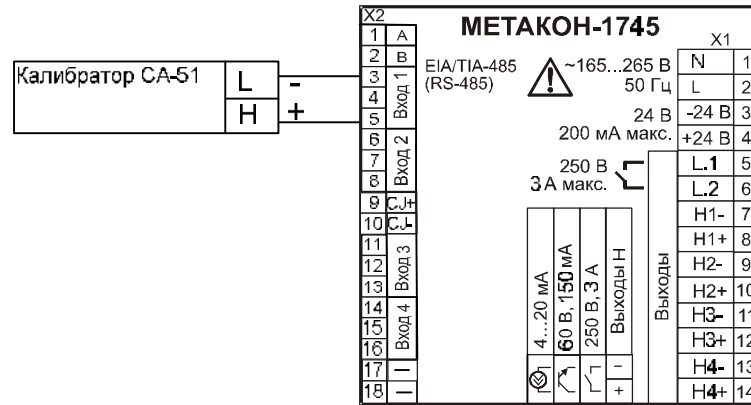 Калибратор СА-51
L -
H +
X2
1 A
2 B
3
4
5
Вход 1
6
7
8
Вход 2
9 CJ+
10 CJ-
11
12
13
Вход 3
14
15
16
Вход 4
17 —
18 —
МЕТАКОН-1745
EIA/TIA-485
(RS-485)
~165...265 В
50 Гц
24 В
200 мА макс.
250 В
3 А макс.
4...20 мА
60 В, 150 мА
250 В, 3 А
Выходы Н
- +
Выходы
X1
N 1
L 2
-24 В 3
+24 В 4
L.1 5
L.2 6
H1- 7
H1+ 8
H2- 9
H2+ 10
H3- 11
H3+ 12
H4- 13
H4+ 14